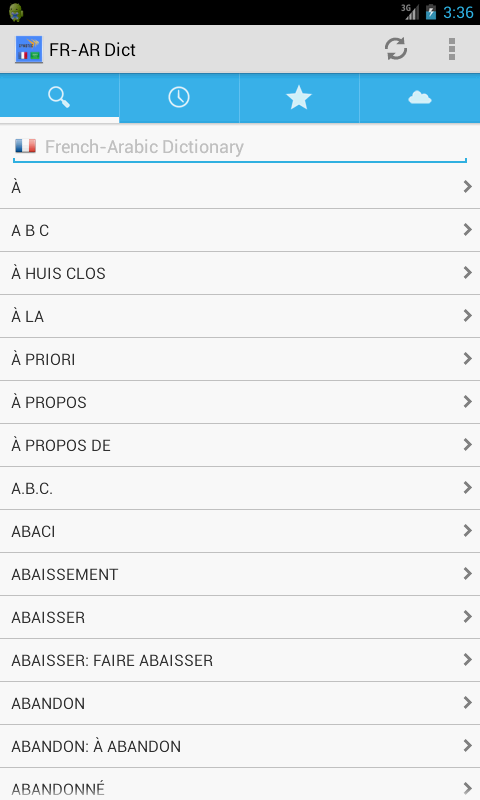 3G
3:36
FR-AR Dict
French-Arabic Dictionary
À
A B C
À HUIS CLOS
À LA
À PRIORI
À PROPOS
À PROPOS DE
A.B.C.
ABACI
ABAISSEMENT
ABAISSER
ABAISSER: FAIRE ABAISSER
ABANDON
ABANDON: À ABANDON
ABANDONNÉ